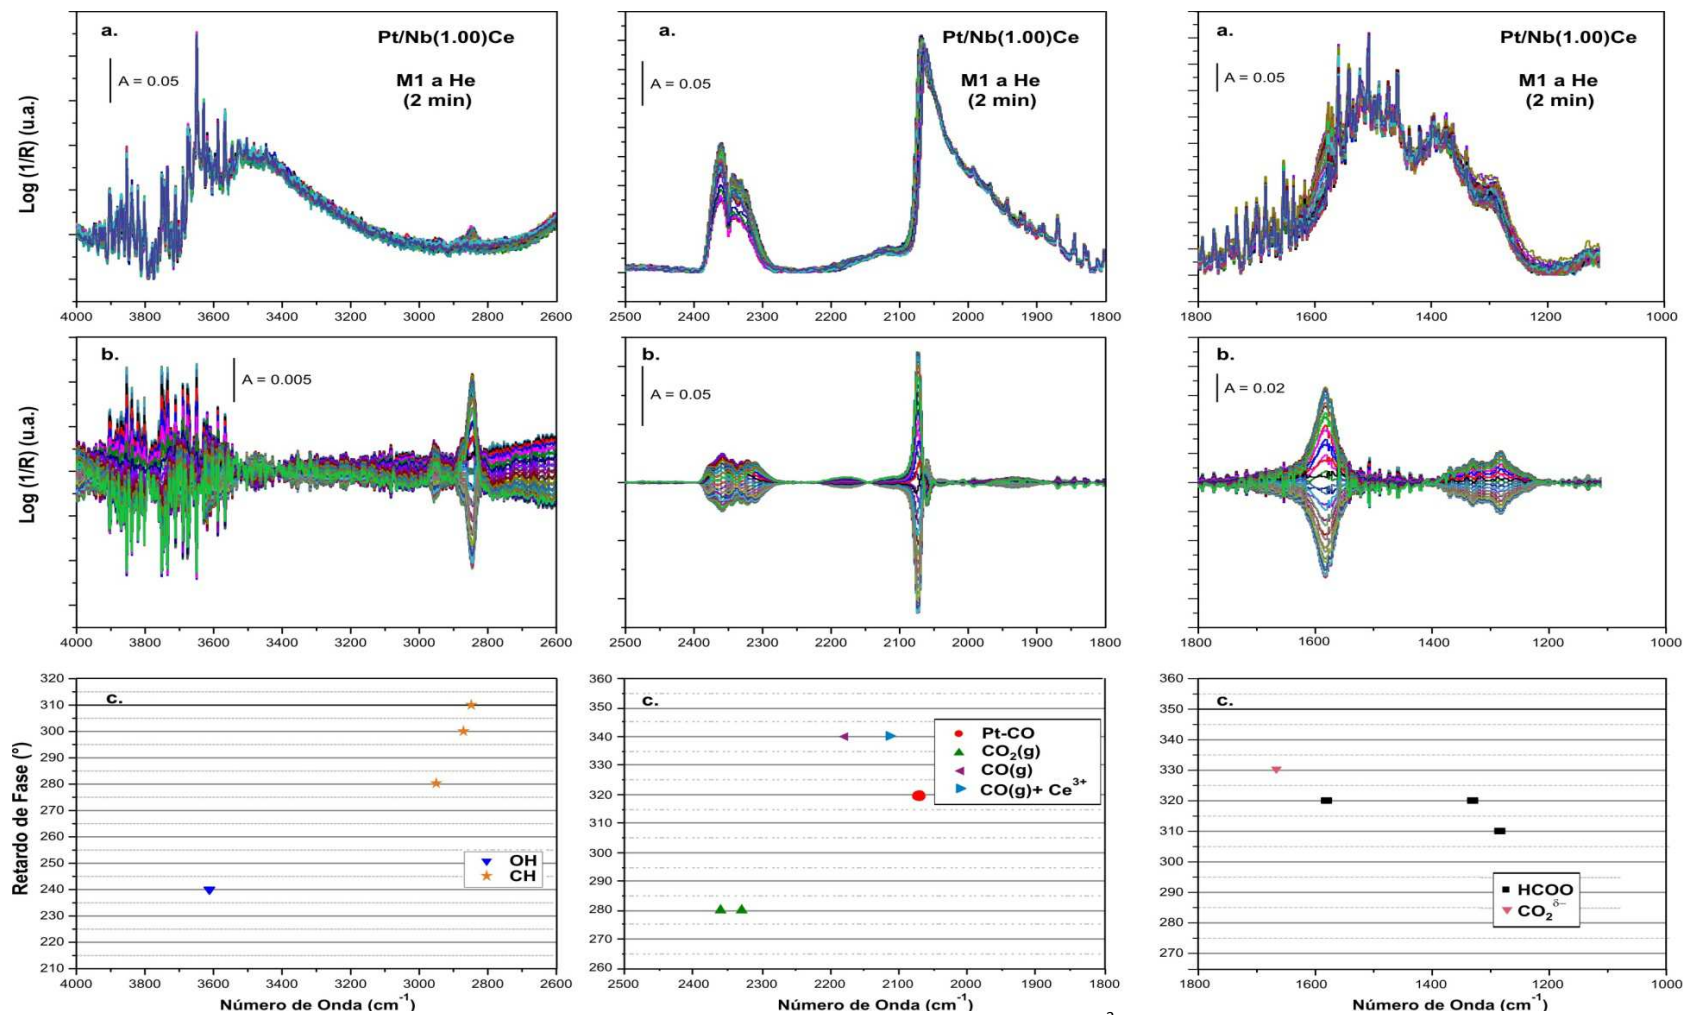 a.
Pt/Nb(1.00)Ce
A = 0.05
M1 a He
(2 min)
Log (1/R) (u.a.)
4000 3800 3600 3400 3200 3000 2800 2600
a.
Pt/Nb(1.00)Ce
A = 0.05
M1 a He
(2 min)
2500 2400 2300 2200 2100 2000 1900 1800
a.
Pt/Nb(1.00)Ce
A = 0.05
M1 a He
(2 min)
1800 1600 1400 1200 1000
b.
A = 0.005
Log (1/R) (u.a.)
4000 3800 3600 3400 3200 3000 2800 2600
b.
A = 0.05
2500 2400 2300 2200 2100 2000 1900 1800
b.
A = 0.02
1800 1600 1400 1200 1000
c.
320
310
300
290
280
270
260
250
240
230
220
210
Retardo de Fase (°)
OH
CH
4000 3800 3600 3400 3200 3000 2800 2600
Número de Onda (cm⁻¹)
c.
360
350
340
330
320
310
300
290
280
270
260
Pt-CO
CO₂(g)
CO(g)
CO(g)+ Ce³⁺
2500 2400 2300 2200 2100 2000 1900 1800
Número de Onda (cm⁻¹)
c.
360
350
340
330
320
310
300
290
280
270
HCOO
CO₂^δ−
1800 1600 1400 1200 1000
Número de Onda (cm⁻¹)